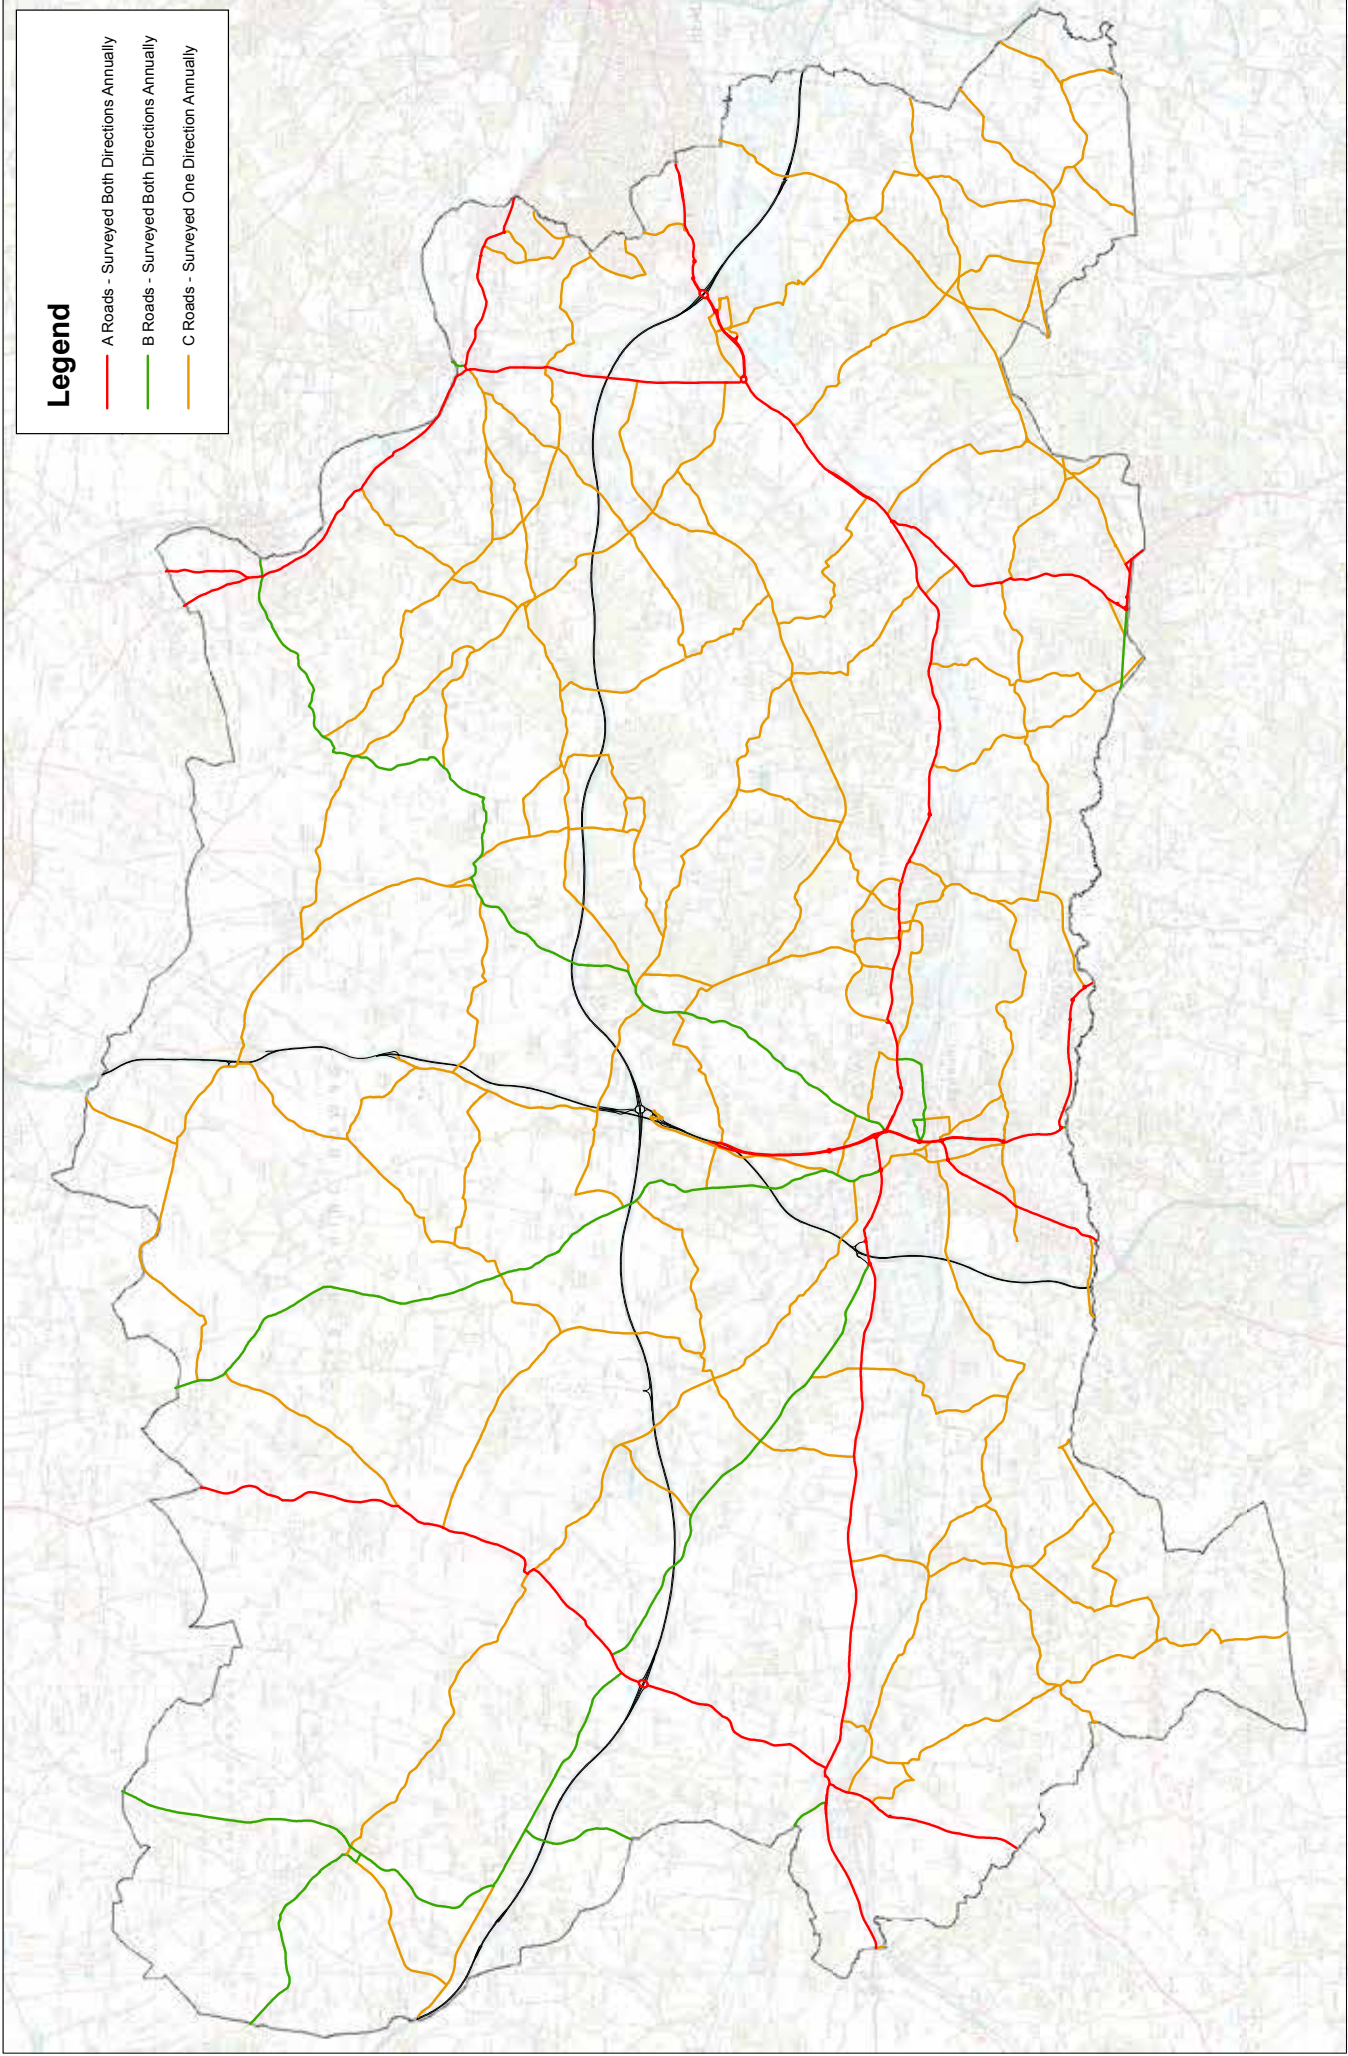 Legend
A Roads - Surveyed Both Directions Annually
B Roads - Surveyed Both Directions Annually
C Roads - Surveyed One Direction Annually